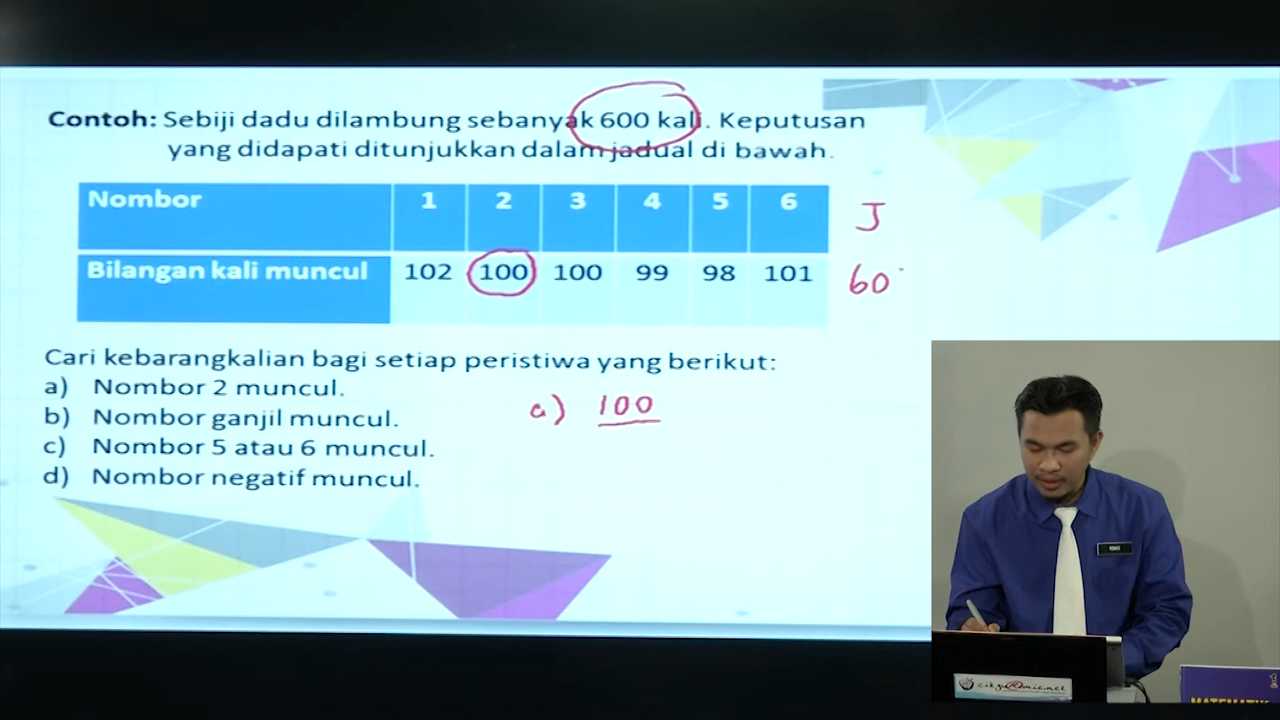 Contoh: Sebiji dadu dilambung sebanyak 600 kali. Keputusan
yang didapati ditunjukkan dalam jadual di bawah.
Nombor 1 2 3 4 5 6 J
Bilangan kali muncul 102 100 100 99 98 101 60
Cari kebarangkalian bagi setiap peristiwa yang berikut:
a) Nombor 2 muncul.
b) Nombor ganjil muncul.
c) Nombor 5 atau 6 muncul.
d) Nombor negatif muncul.
a) 100
MATEMATIK